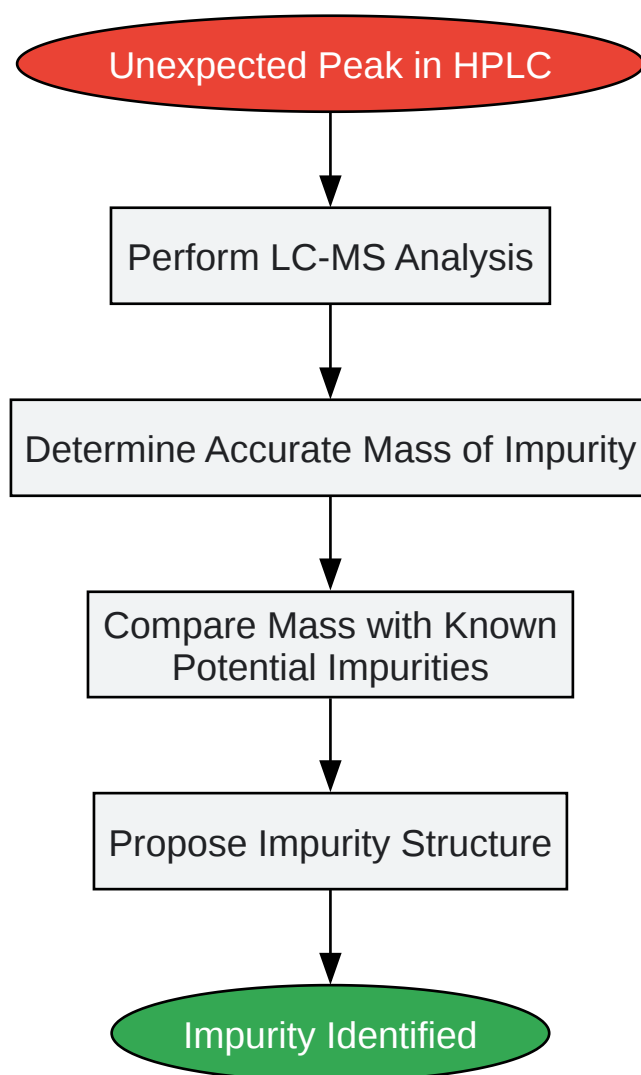 Unexpected Peak in HPLC
Perform LC-MS Analysis
Determine Accurate Mass of Impurity
Compare Mass with Known
Potential Impurities
Propose Impurity Structure
Impurity Identified